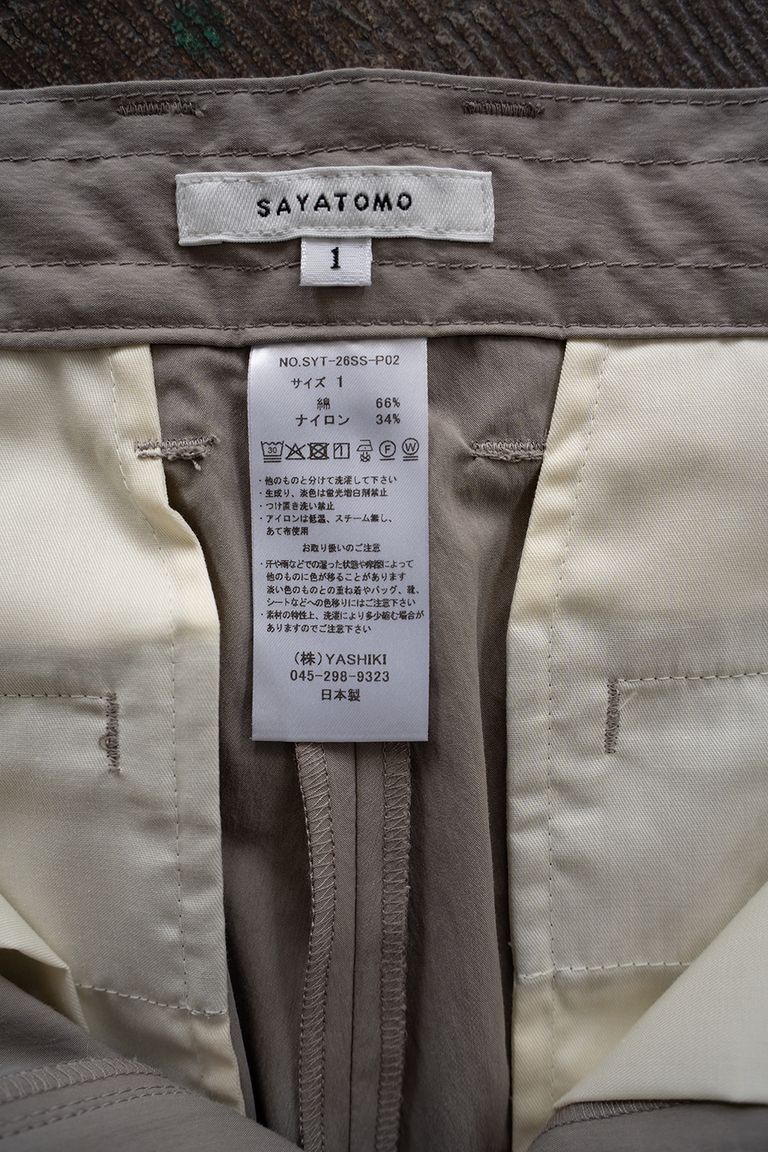 SAYATOMO
1
NO.SYT-26SS-P02
サイズ 1
綿 66%
ナイロン 34%
30 1 F W
・他のものと分けて洗濯して下さい
・生成り、淡色は蛍光増白剤禁止
・つけ置き洗い禁止
・アイロンは低温、スチーム無し、
あて布使用
お取り扱いのご注意
・汗や雨などでの湿った状態や摩擦によって
他のものに色が移ることがあります
淡い色のものとの重ね着やバッグ、靴、
シートなどへの色移りにはご注意下さい
・素材の特性上、洗濯により多少縮む場合が
ありますのでご注意下さい
(株)YASHIKI
045-298-9323
日本製